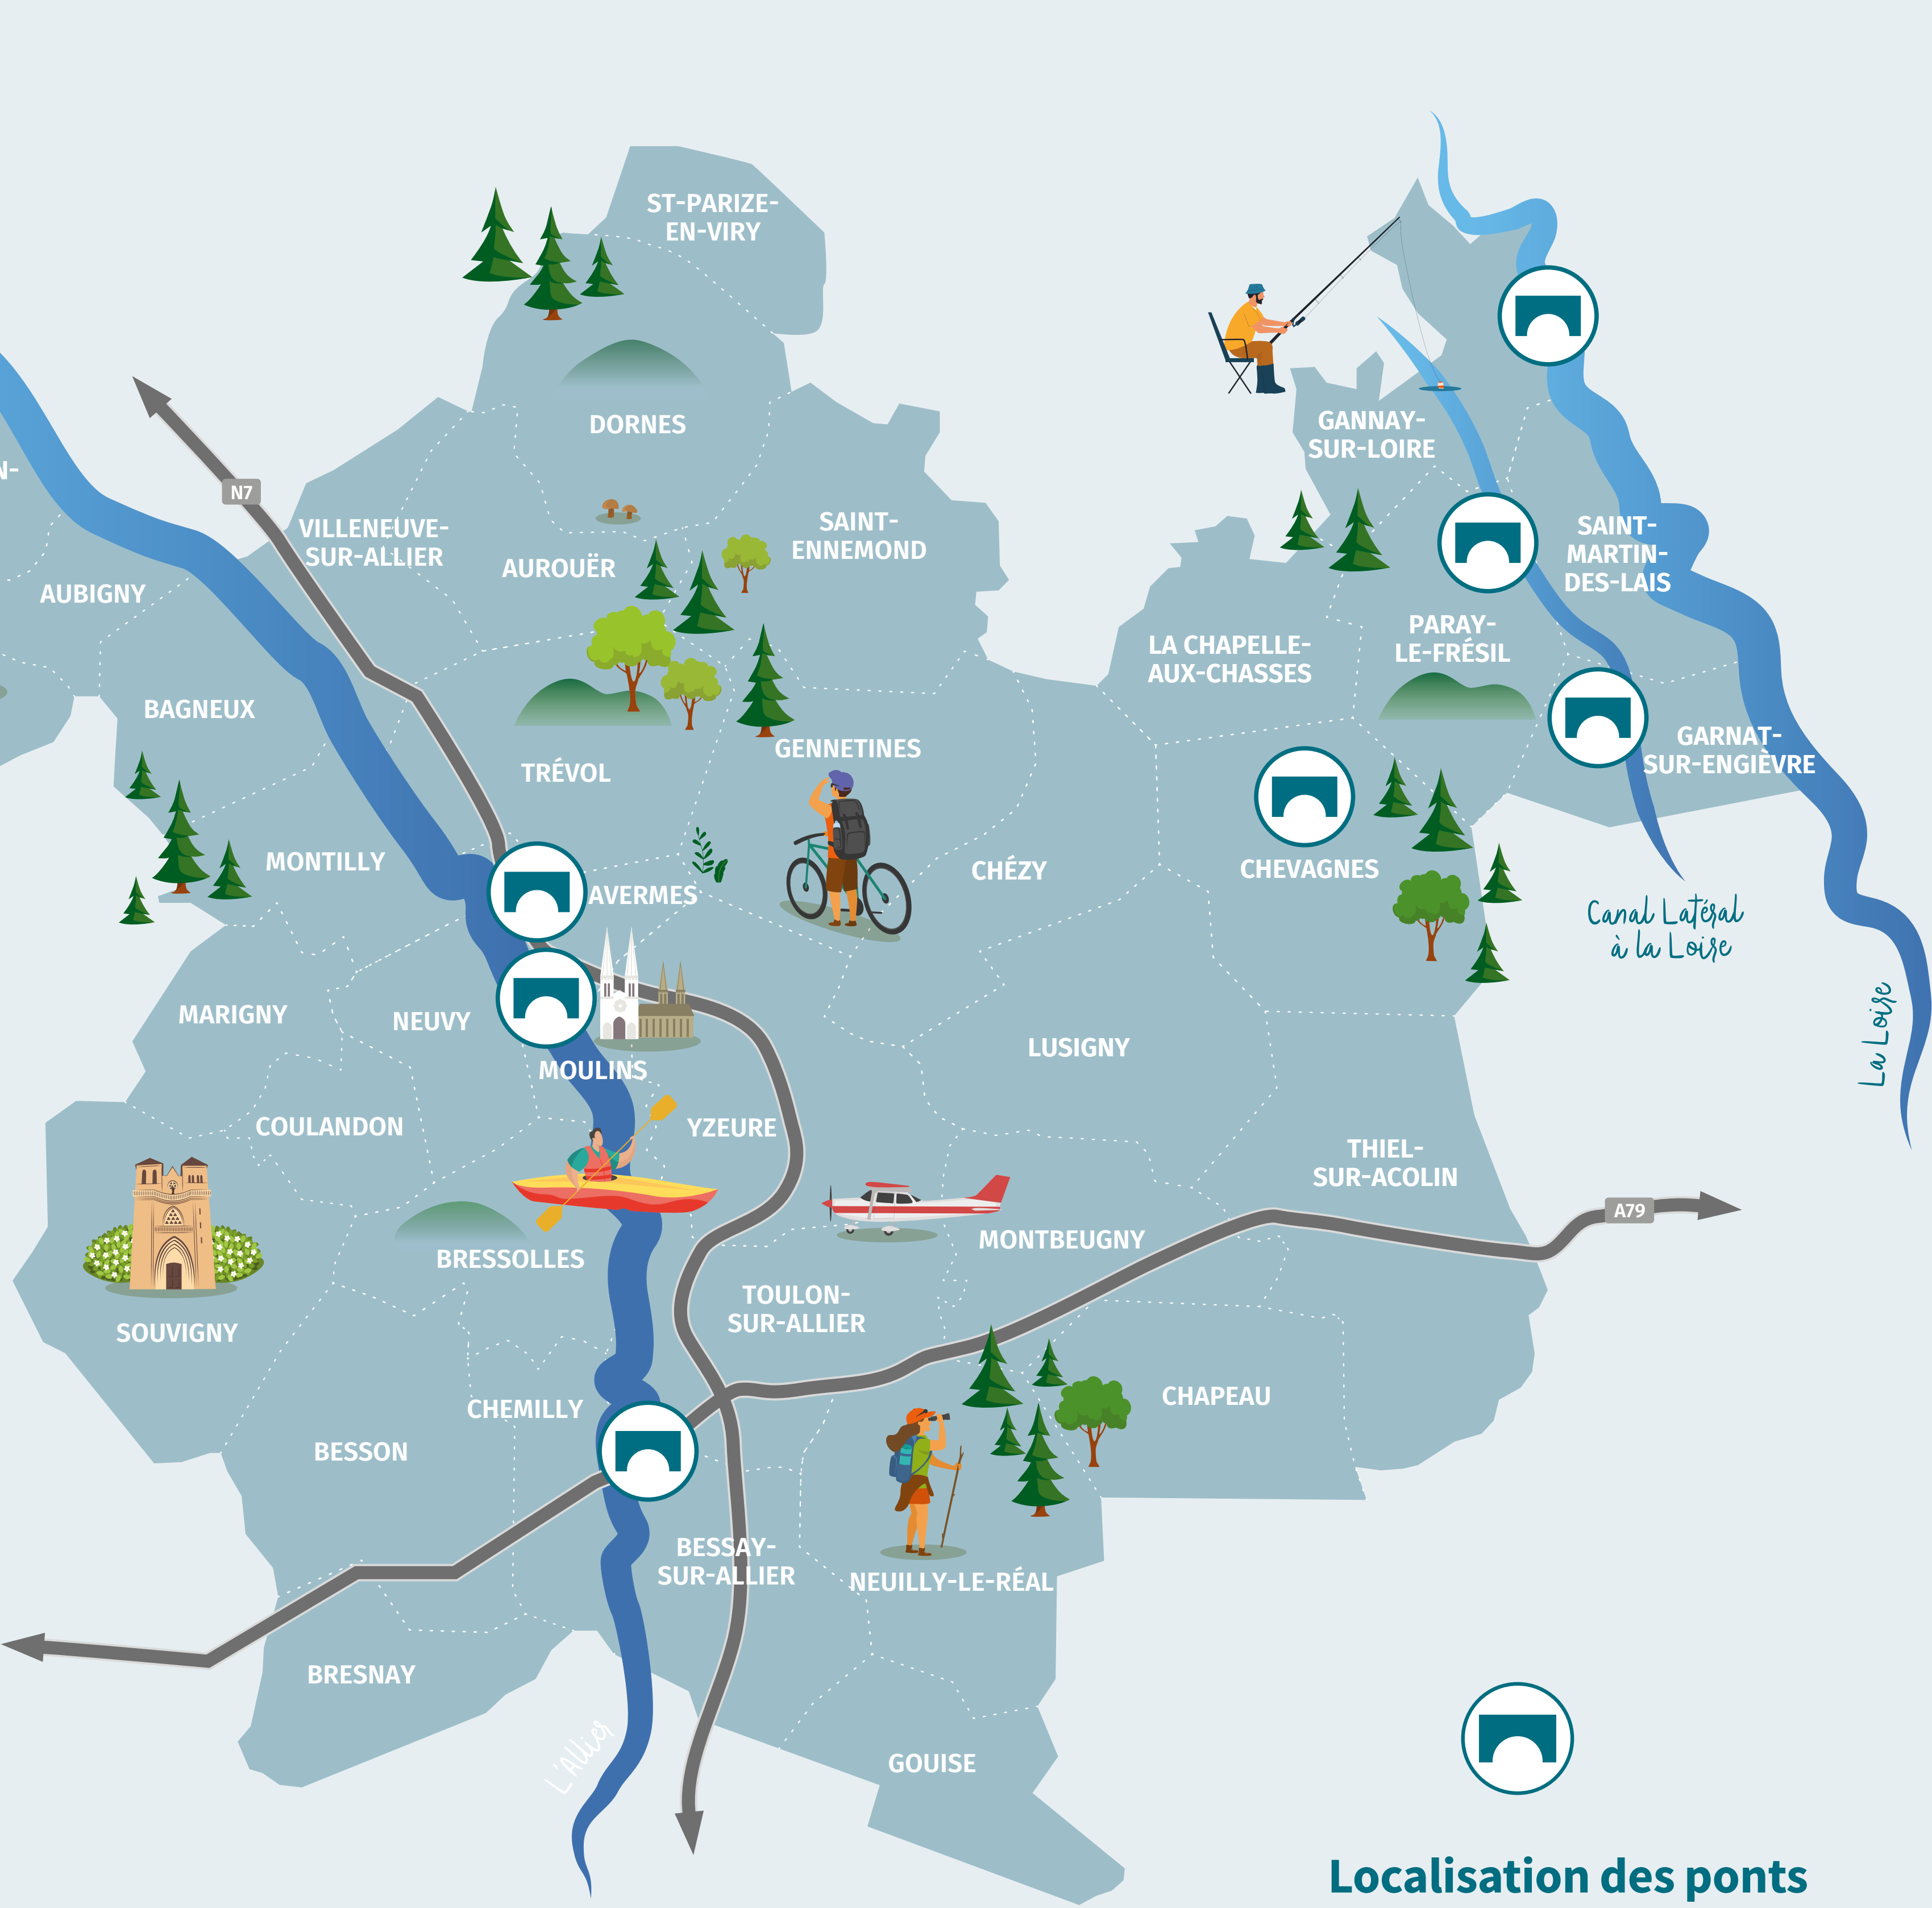 ST-PARIZE-
EN-VIRY
DORNES
GANNAY-
SUR-LOIRE
N-
N7
VILLENEUVE-
SUR-ALLIER
AUROUËR
SAINT-
ENNEMOND
SAINT-
MARTIN-
DES-LAIS
AUBIGNY
PARAY-
LE-FRÉSIL
LA CHAPELLE-
AUX-CHASSES
BAGNEUX
TRÉVOL
GENNETINES
GARNAT-
SUR-ENGIÈVRE
MONTILLY
AVERMES
CHÉZY
CHEVAGNES
Canal Latéral
à la Loire
MARIGNY
NEUVY
MOULINS
LUSIGNY
La Loire
COULANDON
YZEURE
THIEL-
SUR-ACOLIN
A79
BRESSOLLES
MONTBEUGNY
TOULON-
SUR-ALLIER
SOUVIGNY
CHEMILLY
CHAPEAU
BESSON
BESSAY-
SUR-ALLIER
NEUILLY-LE-RÉAL
BRESNAY
L'Allier
GOUISE
Localisation des ponts